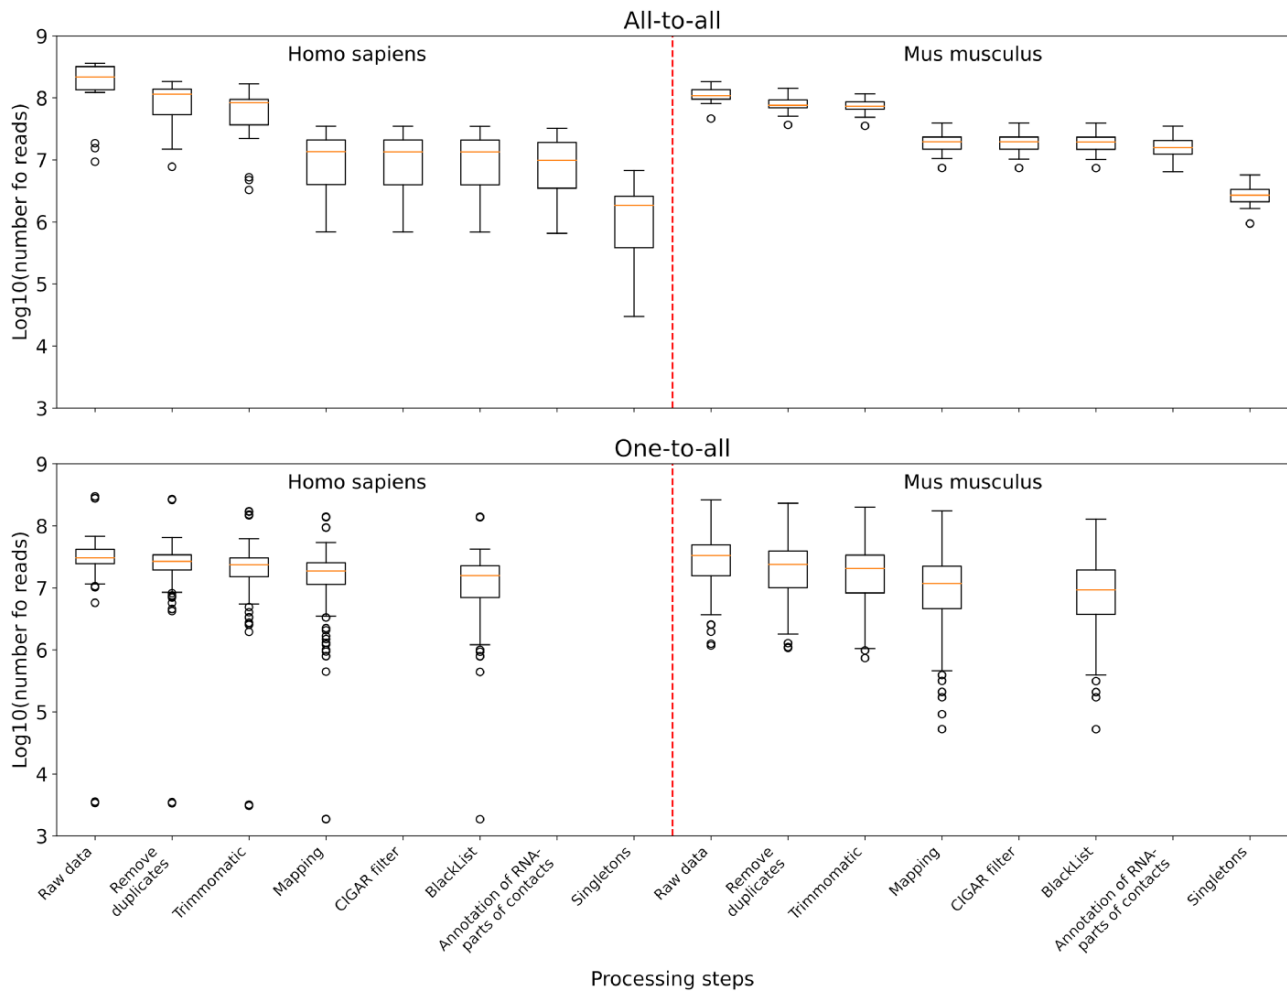 All-to-all
9
Homo sapiens
Mus musculus
8
7
6
5
4
3
Log10(number fo reads)
One-to-all
9
Homo sapiens
Mus musculus
8
7
6
5
4
3
Log10(number fo reads)
Raw data
Remove
duplicates
Trimmomatic
Mapping
CIGAR filter
BlackList
Annotation of RNA-
parts of contacts
Singletons
Raw data
Remove
duplicates
Trimmomatic
Mapping
CIGAR filter
BlackList
Annotation of RNA-
parts of contacts
Singletons
Processing steps